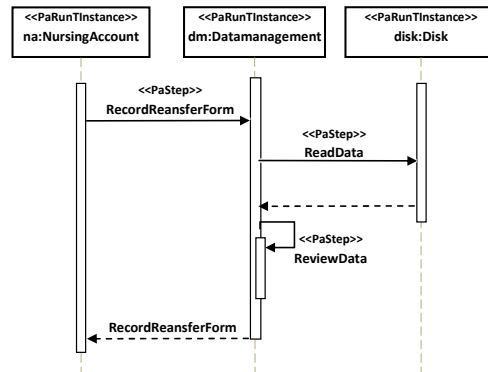 <<PaRunTInstance>>
na:NursingAccount
<<PaRunTInstance>>
dm:Datamanagement
<<PaRunTInstance>>
disk:Disk
<<PaStep>>
RecordReansferForm
<<PaStep>>
ReadData
<<PaStep>>
ReviewData
RecordReansferForm